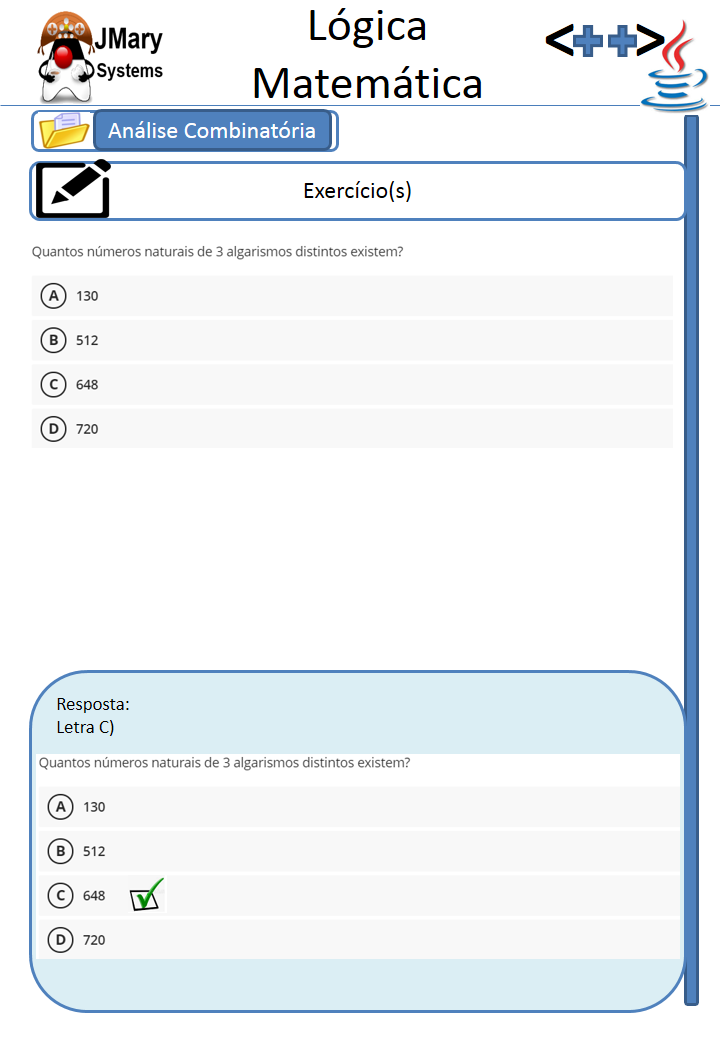 JMary
Systems
Lógica
Matemática
<++>
Análise Combinatória
Exercício(s)
Quantos números naturais de 3 algarismos distintos existem?
A 130
B 512
C 648
D 720
Resposta:
Letra C)
Quantos números naturais de 3 algarismos distintos existem?
A 130
B 512
C 648
D 720